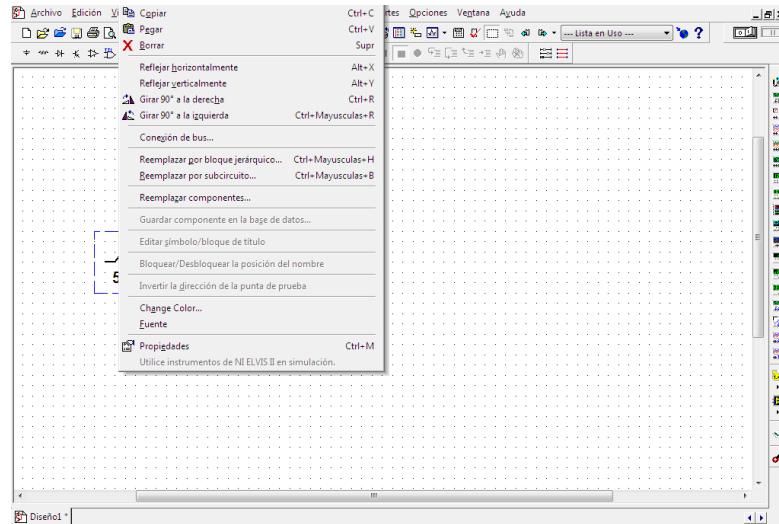 Archivo Edición
Opciones Ventana Ayuda
--- Lista en Uso ---
Copiar Ctrl+C
Pegar Ctrl+V
Borrar Supr
Reflejar horizontalmente Alt+X
Reflejar verticalmente Alt+Y
Girar 90° a la derecha Ctrl+R
Girar 90° a la izquierda Ctrl+Mayusculas+R
Conexión de bus...
Reemplazar por bloque jerárquico... Ctrl+Mayusculas+H
Reemplazar por subcircuito... Ctrl+Mayusculas+B
Reemplazar componentes...
Guardar componente en la base de datos...
Editar símbolo/bloque de título
Bloquear/Desbloquear la posición del nombre
Invertir la dirección de la punta de prueba
Change Color...
Fuente
Propiedades Ctrl+M
Utilice instrumentos de NI ELVIS II en simulación.
5
Diseño1 *